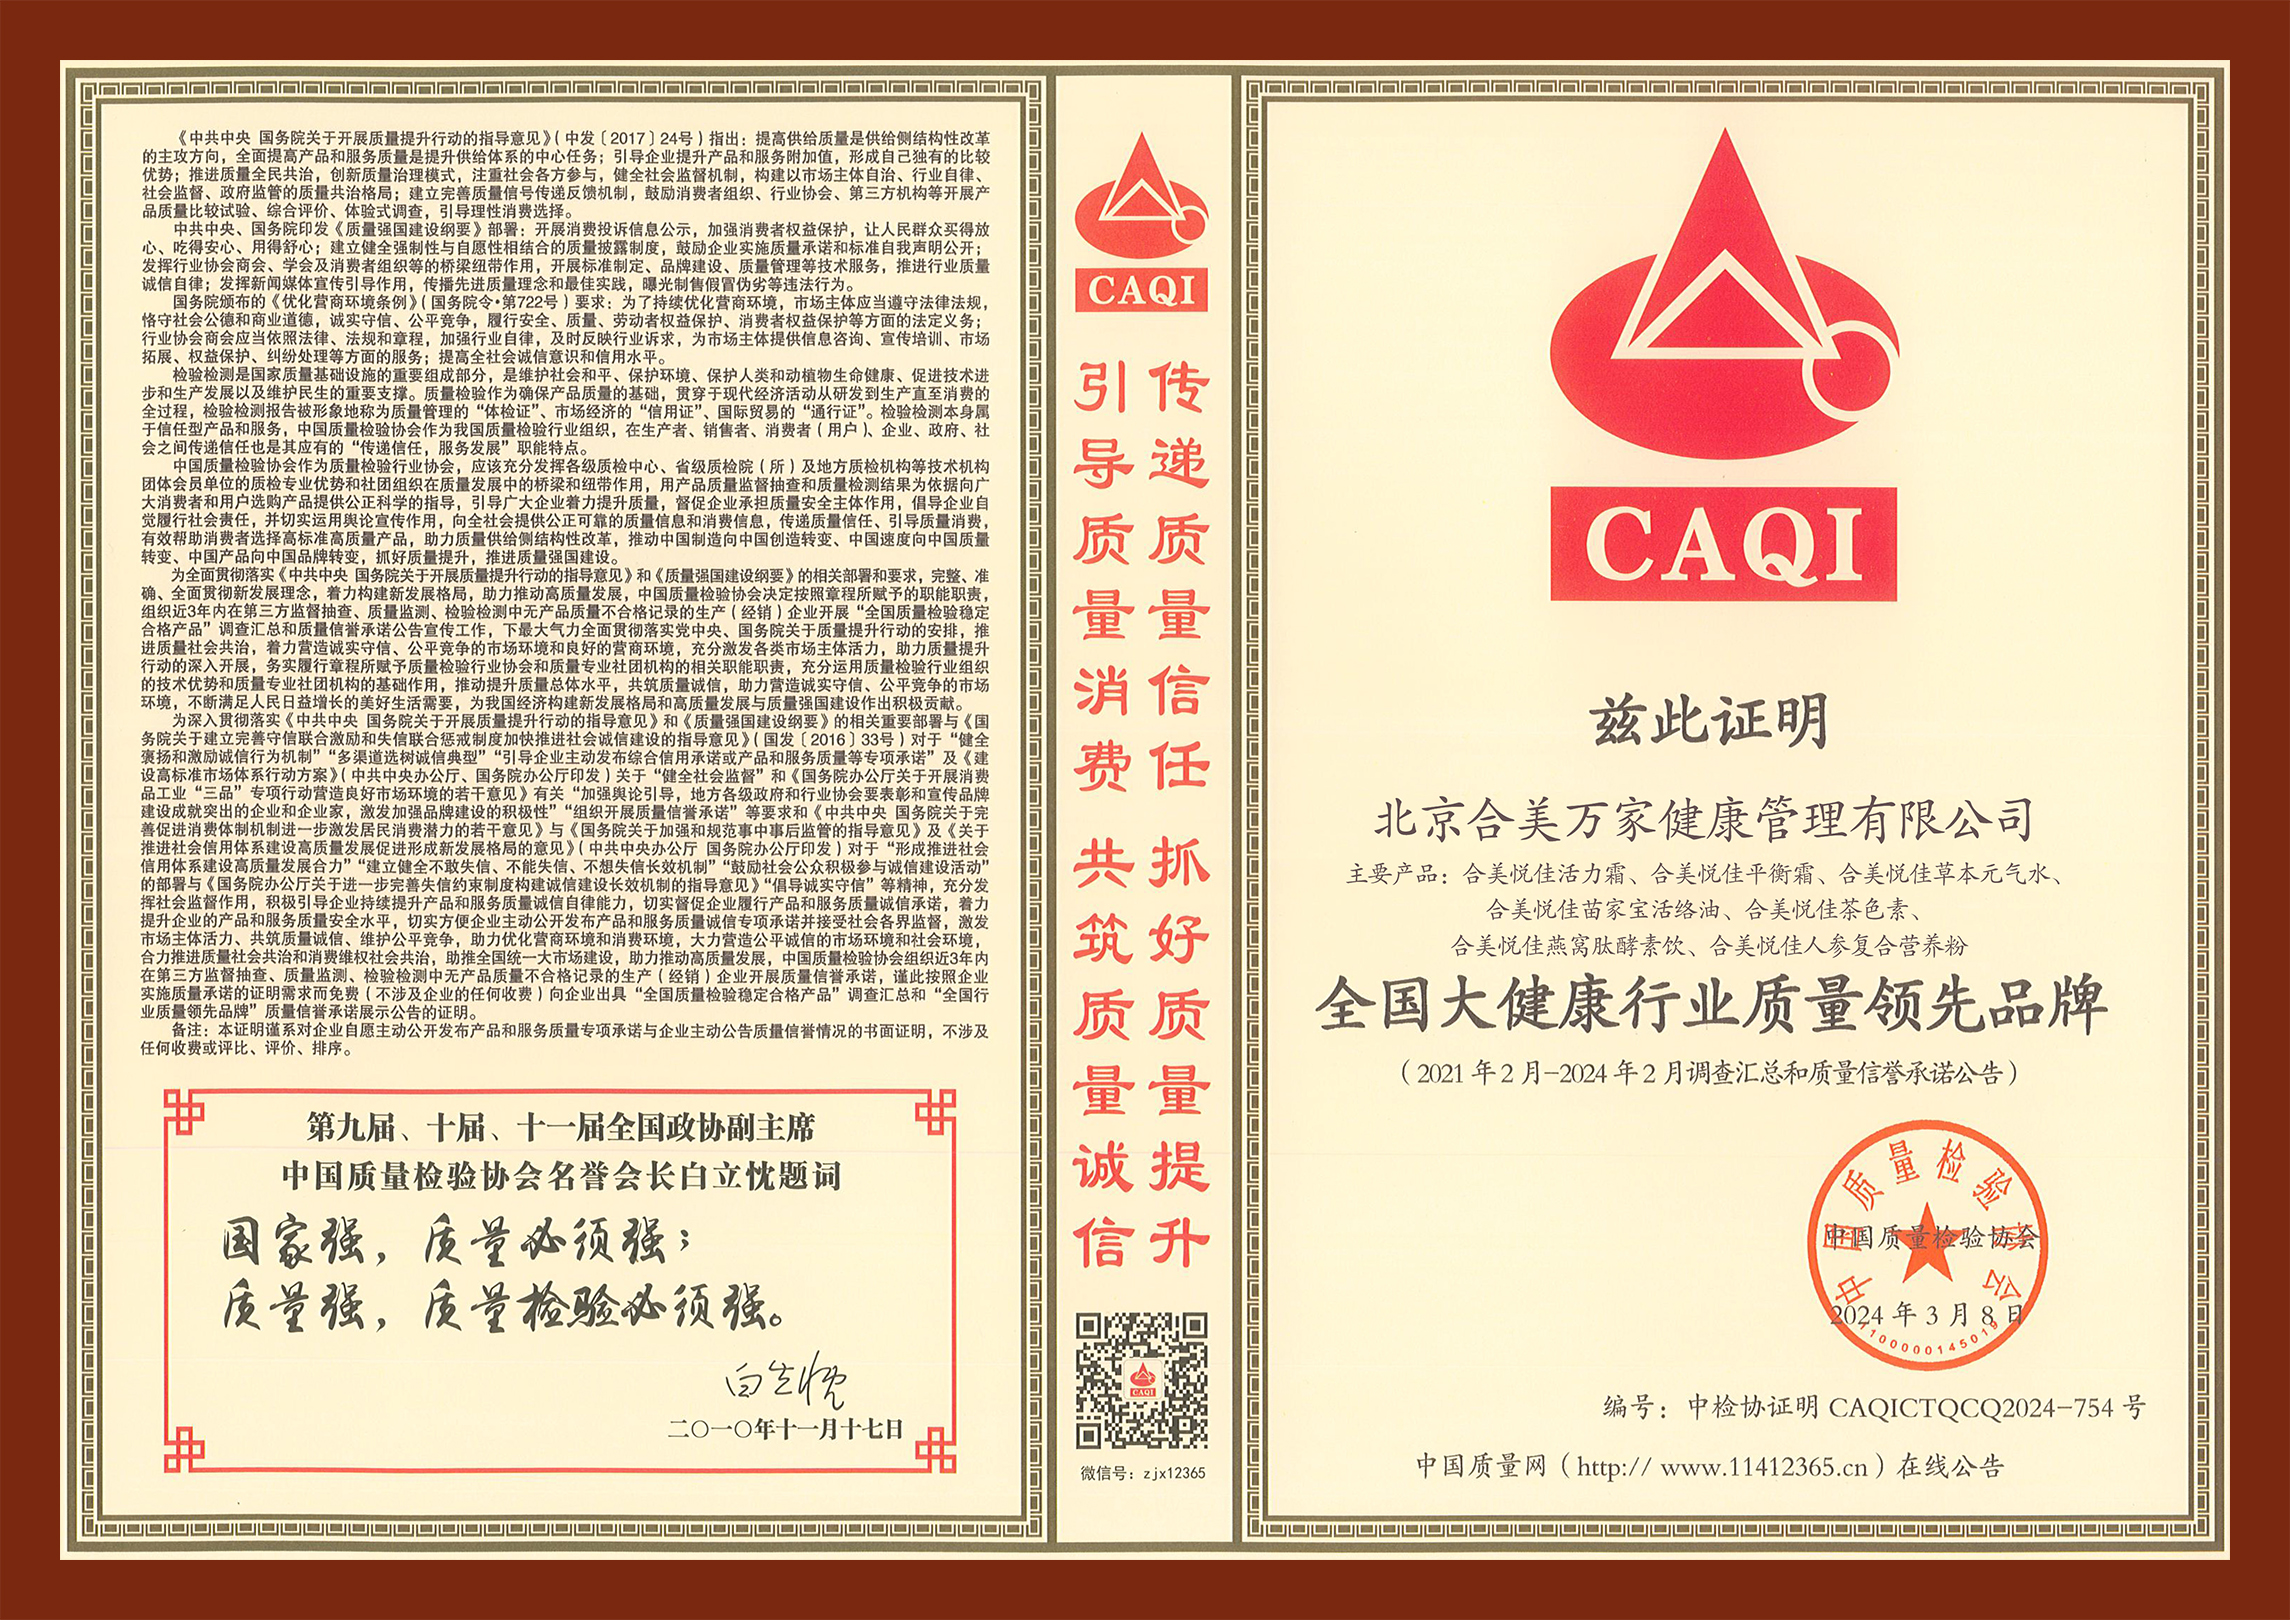 《中共中央 国务院关于开展质量提升行动的指导意见》（中发〔2017〕24号）指出：提高供给质量是供给侧结构性改革
的主攻方向，全面提高产品和服务质量是提升供给体系的中心任务；引导企业提升产品和服务附加值，形成自己独有的比较
优势；推进质量全民共治，创新质量治理模式，注重社会各方参与，健全社会监督机制，构建以市场主体自治、行业自律、
社会监督、政府监管的质量共治格局；建立完善质量信号传递反馈机制，鼓励消费者组织、行业协会、第三方机构等开展产
品质量比较试验、综合评价、体验式调查，引导理性消费选择。
中共中央、国务院印发《质量强国建设纲要》部署：开展消费投诉信息公示，加强消费者权益保护，让人民群众买得放
心、吃得安心、用得舒心；建立健全强制性与自愿性相结合的质量披露制度，鼓励企业实施质量承诺和标准自我声明公开；
发挥行业协会商会、学会及消费者组织等的桥梁纽带作用，开展标准制定、品牌建设、质量管理等技术服务，推进行业质量
诚信自律；发挥新闻媒体宣传引导作用，传播先进质量理念和最佳实践，曝光制售假冒伪劣等违法行为。
国务院颁布的《优化营商环境条例》（国务院令•第722号）要求：为了持续优化营商环境，市场主体应当遵守法律法规，
恪守社会公德和商业道德，诚实守信、公平竞争，履行安全、质量、劳动者权益保护、消费者权益保护等方面的法定义务；
行业协会商会应当依照法律、法规和章程，加强行业自律，及时反映行业诉求，为市场主体提供信息咨询、宣传培训、市场
拓展、权益保护、纠纷处理等方面的服务；提高全社会诚信意识和信用水平。
检验检测是国家质量基础设施的重要组成部分，是维护社会和平、保护环境、保护人类和动植物生命健康、促进技术进
步和生产发展以及维护民生的重要支撑。质量检验作为确保产品质量的基础，贯穿于现代经济活动从研发到生产直至消费的
全过程，检验检测报告被形象地称为质量管理的“体检证”、市场经济的“信用证”、国际贸易的“通行证”。检验检测本身属
于信任型产品和服务，中国质量检验协会作为我国质量检验行业组织，在生产者、销售者、消费者（用户）、企业、政府、社
会之间传递信任也是其应有的“传递信任，服务发展”职能特点。
中国质量检验协会作为质量检验行业协会，应该充分发挥各级质检中心、省级质检院（所）及地方质检机构等技术机构
团体会员单位的质检专业优势和社团组织在质量发展中的桥梁和纽带作用，用产品质量监督抽查和质量检测结果为依据向广
大消费者和用户选购产品提供公正科学的指导，引导广大企业着力提升质量，督促企业承担质量安全主体作用，倡导企业自
觉履行社会责任，并切实运用舆论宣传作用，向全社会提供公正可靠的质量信息和消费信息，传递质量信任、引导质量消费，
有效帮助消费者选择高标准高质量产品，助力质量供给侧结构性改革，推动中国制造向中国创造转变、中国速度向中国质量
转变、中国产品向中国品牌转变，抓好质量提升，推进质量强国建设。
为全面贯彻落实《中共中央 国务院关于开展质量提升行动的指导意见》和《质量强国建设纲要》的相关部署和要求，完整、准
确、全面贯彻新发展理念，着力构建新发展格局，助力推动高质量发展，中国质量检验协会决定按照章程所赋予的职能职责，
组织近3年内在第三方监督抽查、质量监测、检验检测中无产品质量不合格记录的生产（经销）企业开展“全国质量检验稳定
合格产品”调查汇总和质量信誉承诺公告宣传工作，下最大气力全面贯彻落实党中央、国务院关于质量提升行动的安排，推
进质量社会共治，着力营造诚实守信、公平竞争的市场环境和良好的营商环境，充分激发各类市场主体活力，助力质量提升
行动的深入开展，务实履行章程所赋予质量检验行业协会和质量专业社团机构的相关职能职责，充分运用质量检验行业组织
的技术优势和质量专业社团机构的基础作用，推动提升质量总体水平，共筑质量诚信，助力营造诚实守信、公平竞争的市场
环境，不断满足人民日益增长的美好生活需要，为我国经济构建新发展格局和高质量发展与质量强国建设作出积极贡献。
为深入贯彻落实《中共中央 国务院关于开展质量提升行动的指导意见》和《质量强国建设纲要》的相关重要部署与《国
务院关于建立完善守信联合激励和失信联合惩戒制度加快推进社会诚信建设的指导意见》（国发〔2016〕33号）对于“健全
褒扬和激励诚信行为机制”“多渠道选树诚信典型”“引导企业主动发布综合信用承诺或产品和服务质量等专项承诺”及《建
设高标准市场体系行动方案》（中共中央办公厅、国务院办公厅印发）关于“健全社会监督”和《国务院办公厅关于开展消费
品工业“三品”专项行动营造良好市场环境的若干意见》有关“加强舆论引导，地方各级政府和行业协会要表彰和宣传品牌
建设成就突出的企业和企业家，激发加强品牌建设的积极性”“组织开展质量信誉承诺”等要求和《中共中央 国务院关于完
善促进消费体制机制进一步激发居民消费潜力的若干意见》与《国务院关于加强和规范事中事后监管的指导意见》及《关于
推进社会信用体系建设高质量发展促进形成新发展格局的意见》（中共中央办公厅 国务院办公厅印发）对于“形成推进社会
信用体系建设高质量发展合力”“建立健全不敢失信、不能失信、不想失信长效机制”“鼓励社会公众积极参与诚信建设活动”
的部署与《国务院办公厅关于进一步完善失信约束制度构建诚信建设长效机制的指导意见》“倡导诚实守信”等精神，充分发
挥社会监督作用，积极引导企业持续提升产品和服务质量诚信自律能力，切实督促企业履行产品和服务质量诚信承诺，着力
提升企业的产品和服务质量安全水平，切实方便企业主动公开发布产品和服务质量诚信专项承诺并接受社会各界监督，激发
市场主体活力、共筑质量诚信、维护公平竞争，助力优化营商环境和消费环境，大力营造公平诚信的市场环境和社会环境，
合力推进质量社会共治和消费维权社会共治，助推全国统一大市场建设，助力推动高质量发展，中国质量检验协会组织近3年内
在第三方监督抽查、质量监测、检验检测中无产品质量不合格记录的生产（经销）企业开展质量信誉承诺，谨此按照企业
实施质量承诺的证明需求而免费（不涉及企业的任何收费）向企业出具“全国质量检验稳定合格产品”调查汇总和“全国行
业质量领先品牌”质量信誉承诺展示公告的证明。
备注：本证明谨系对企业自愿主动公开发布产品和服务质量专项承诺与企业主动公告质量信誉情况的书面证明，不涉及
任何收费或评比、评价、排序。
第九届、十届、十一届全国政协副主席
中国质量检验协会名誉会长白立忱题词
国家强，质量必须强；
质量强，质量检验必须强。
白立忱
二〇一〇年十一月十七日
CAQI
传递质量信任 抓好质量提升
引导质量消费 共筑质量诚信
CAQI
微信号：zjx12365
CAQI
兹此证明
北京合美万家健康管理有限公司
主要产品：合美悦佳活力霜、合美悦佳平衡霜、合美悦佳草本元气水、
合美悦佳苗家宝活络油、合美悦佳茶色素、
合美悦佳燕窝肽酵素饮、合美悦佳人参复合营养粉
全国大健康行业质量领先品牌
（2021年2月-2024年2月调查汇总和质量信誉承诺公告）
中国质量检验协会
中国质量检验协会
2024年3月8日
1100000145019
编号：中检协证明 CAQICTQCQ2024-754 号
中国质量网（http:// www.11412365.cn）在线公告